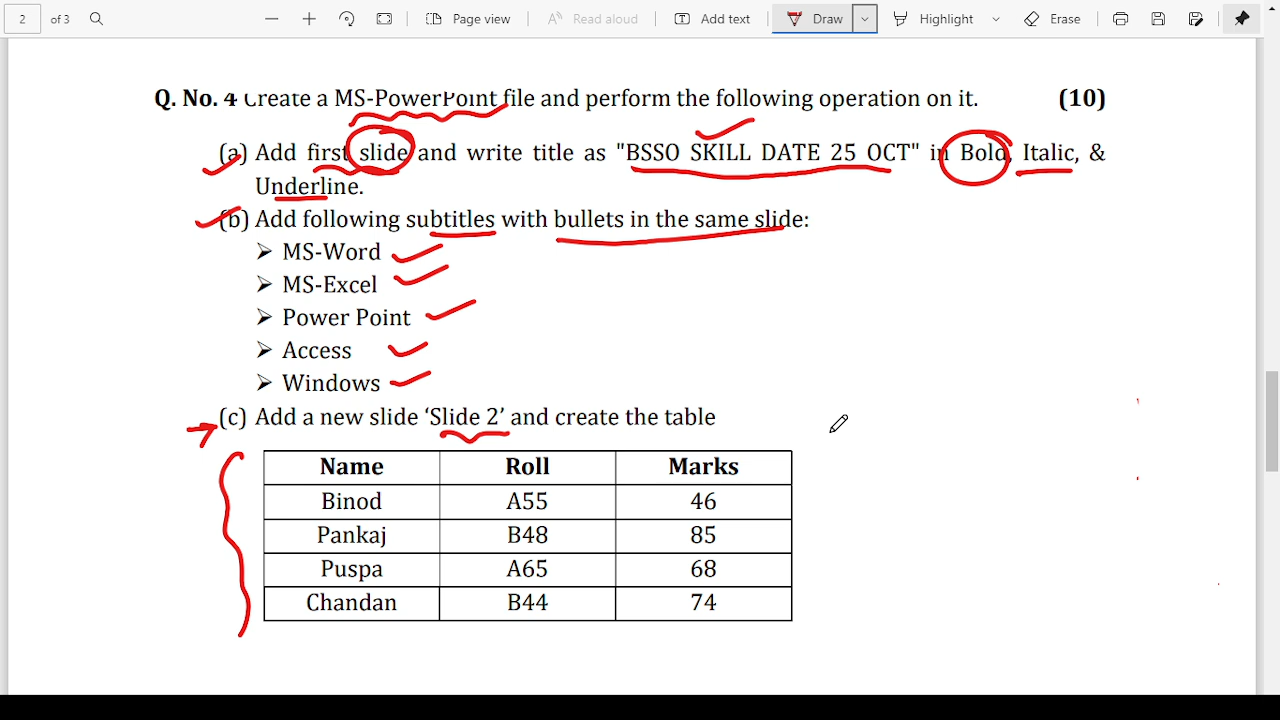 2 of 3 Page view Read aloud Add text Draw Highlight Erase
Q. No. 4 Create a MS-PowerPoint file and perform the following operation on it. (10)
(a) Add first slide and write title as "BSSO SKILL DATE 25 OCT" in Bold, Italic, &
Underline.
(b) Add following subtitles with bullets in the same slide:
➢ MS-Word
➢ MS-Excel
➢ Power Point
➢ Access
➢ Windows
(c) Add a new slide ‘Slide 2’ and create the table
Name Roll Marks
Binod A55 46
Pankaj B48 85
Puspa A65 68
Chandan B44 74